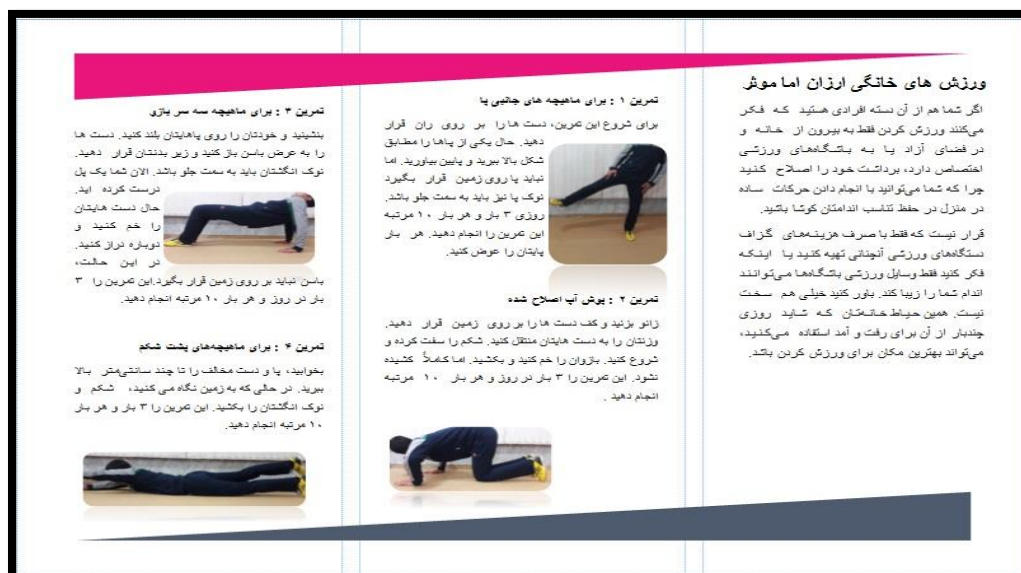 ورزش های خانگی ارزان اما موثر
اگر شما هم از آن دسته افرادی هستید که فکر
می‌کنند ورزش کردن فقط به بیرون از خانه و
در فضای آزاد یا به باشگاه‌های ورزشی
اختصاص دارد، برداشت خود را اصلاح کنید
چرا که شما می‌توانید با انجام دادن حرکات ساده
در منزل در حفظ تناسب اندامتان کوشا باشید.
قرار نیست که فقط با صرف هزینه‌های گزاف
دستگاه‌های ورزشی آنچنانی تهیه کنید یا اینکه
فکر کنید فقط وسایل ورزشی باشگاه‌ها می‌توانند
اندام شما را زیبا کند. باور کنید خیلی هم سخت
نیست. همین حیاط خانه‌تان که شاید روزی
چندبار از آن برای رفت و آمد استفاده می‌کنید،
می‌تواند بهترین مکان برای ورزش کردن باشد.
تمرین ۱ : برای ماهیچه های جانبی پا
برای شروع این تمرین، دست ها را بر روی ران قرار
دهید. حال یکی از پاها را مطابق
شکل بالا ببرید و پایین بیاورید. اما
نباید پا روی زمین قرار بگیرد
نوک پا نیز باید به سمت جلو باشد.
روزی ۳ بار و هر بار ۱۰ مرتبه
این تمرین را انجام دهید. هر بار
پایتان را عوض کنید.
تمرین ۲ : پوش آپ اصلاح شده
زانو بزنید و کف دست ها را بر روی زمین قرار دهید.
وزنتان را به دست هایتان منتقل کنید. شکم را سفت کرده و
شروع کنید. بازوان را خم کنید و بکشید. اما کاملاً کشیده
نشود. این تمرین را ۳ بار در روز و هر بار ۱۰ مرتبه
انجام دهید .
تمرین ۳ : برای ماهیچه سه سر بازو
بنشینید و خودتان را روی پاهایتان بلند کنید. دست ها
را به عرض باسن باز کنید و زیر بدنتان قرار دهید.
نوک انگشتان باید به سمت جلو باشد. الان شما یک پل
درست کرده اید.
حال دست هایتان
را خم کنید و
دوباره دراز کنید.
در این حالت،
باسن نباید بر روی زمین قرار بگیرد.این تمرین را ۳
بار در روز و هر بار ۱۰ مرتبه انجام دهید.
تمرین ۴ : برای ماهیچه‌های پشت شکم
بخوابید، پا و دست مخالف را تا چند سانتی‌متر بالا
ببرید. در حالی که به زمین نگاه می کنید، شکم و
نوک انگشتان را بکشید. این تمرین را ۳ بار و هر بار
۱۰ مرتبه انجام دهید.